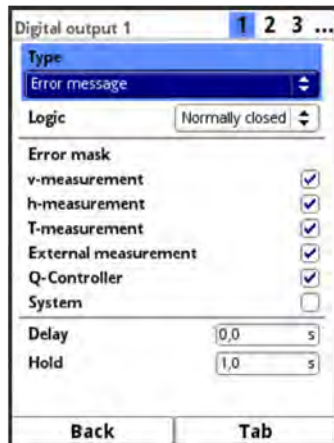 Digital output 1 1 2 3 ...
Type
Error message
Logic Normally closed
Error mask
v-measurement
h-measurement
T-measurement
External measurement
Q-Controller
System
Delay 0,0 s
Hold 1,0 s
Back Tab